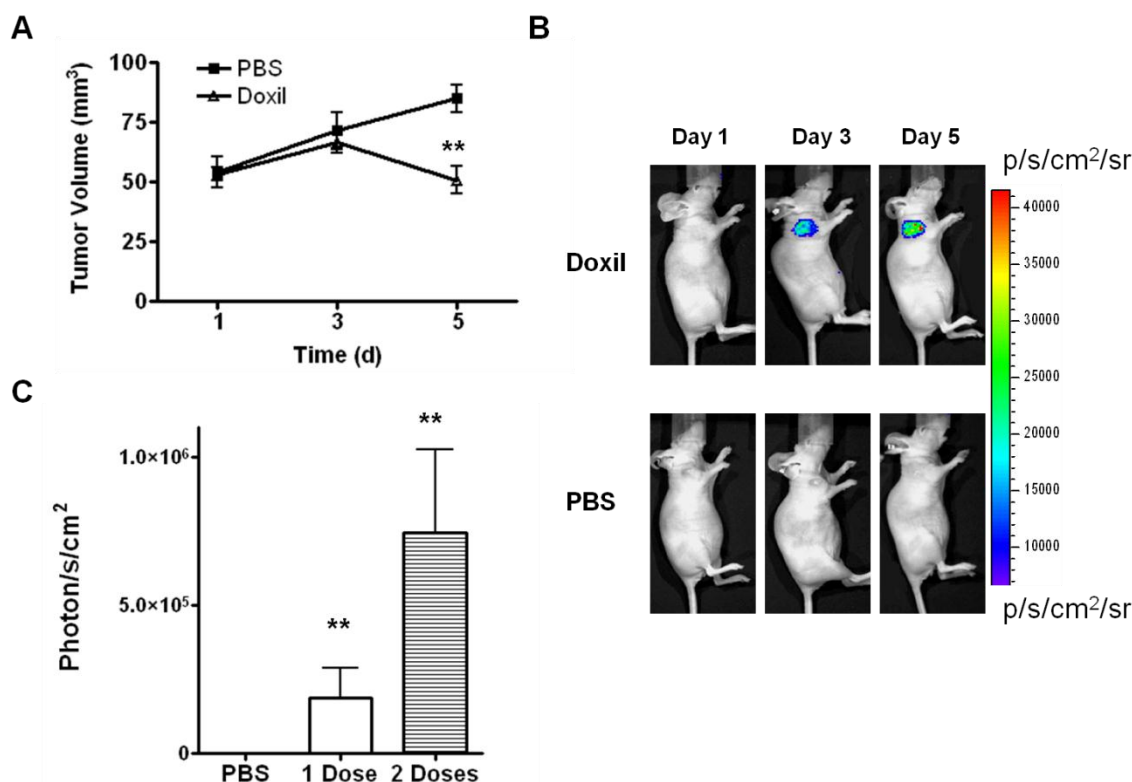 A
100
75
50
25
0
Tumor Volume (mm³)
PBS
Doxil
**
1 3 5
Time (d)
B
Day 1 Day 3 Day 5
Doxil
PBS
p/s/cm²/sr
40000
35000
30000
25000
20000
15000
10000
p/s/cm²/sr
C
Photon/s/cm²
1.0×10⁶
5.0×10⁵
0
**
**
PBS 1 Dose 2 Doses